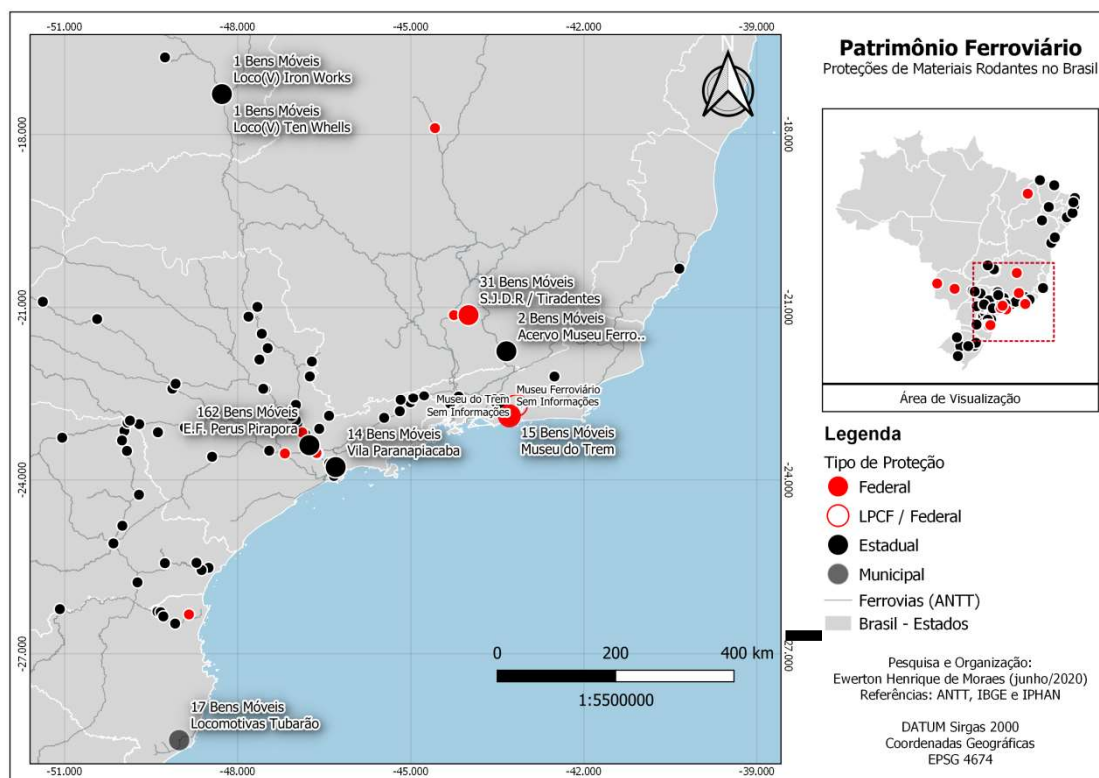 -51.000
-48.000
-45.000
-42.000
-39.000
-18.000
-21.000
-24.000
-27.000
-18.000
-21.000
-24.000
-27.000
N
1 Bens Móveis
Loco(V) Iron Works
1 Bens Móveis
Loco(V) Ten Whells
31 Bens Móveis
S.J.D.R / Tiradentes
2 Bens Móveis
Acervo Museu Ferro..
Museu do Trem
Sem Informações
Museu Ferroviário
Sem Informações
162 Bens Móveis
E.F. Perus Pirapora
14 Bens Móveis
Vila Paranapiacaba
15 Bens Móveis
Museu do Trem
17 Bens Móveis
Locomotivas Tubarão
0 200 400 km
1:5500000
-51.000
-48.000
-45.000
-42.000
-39.000
Patrimônio Ferroviário
Proteções de Materiais Rodantes no Brasil
Área de Visualização
Legenda
Tipo de Proteção
Federal
LPCF / Federal
Estadual
Municipal
Ferrovias (ANTT)
Brasil - Estados
Pesquisa e Organização:
Ewerton Henrique de Moraes (junho/2020)
Referências: ANTT, IBGE e IPHAN
DATUM Sirgas 2000
Coordenadas Geográficas
EPSG 4674